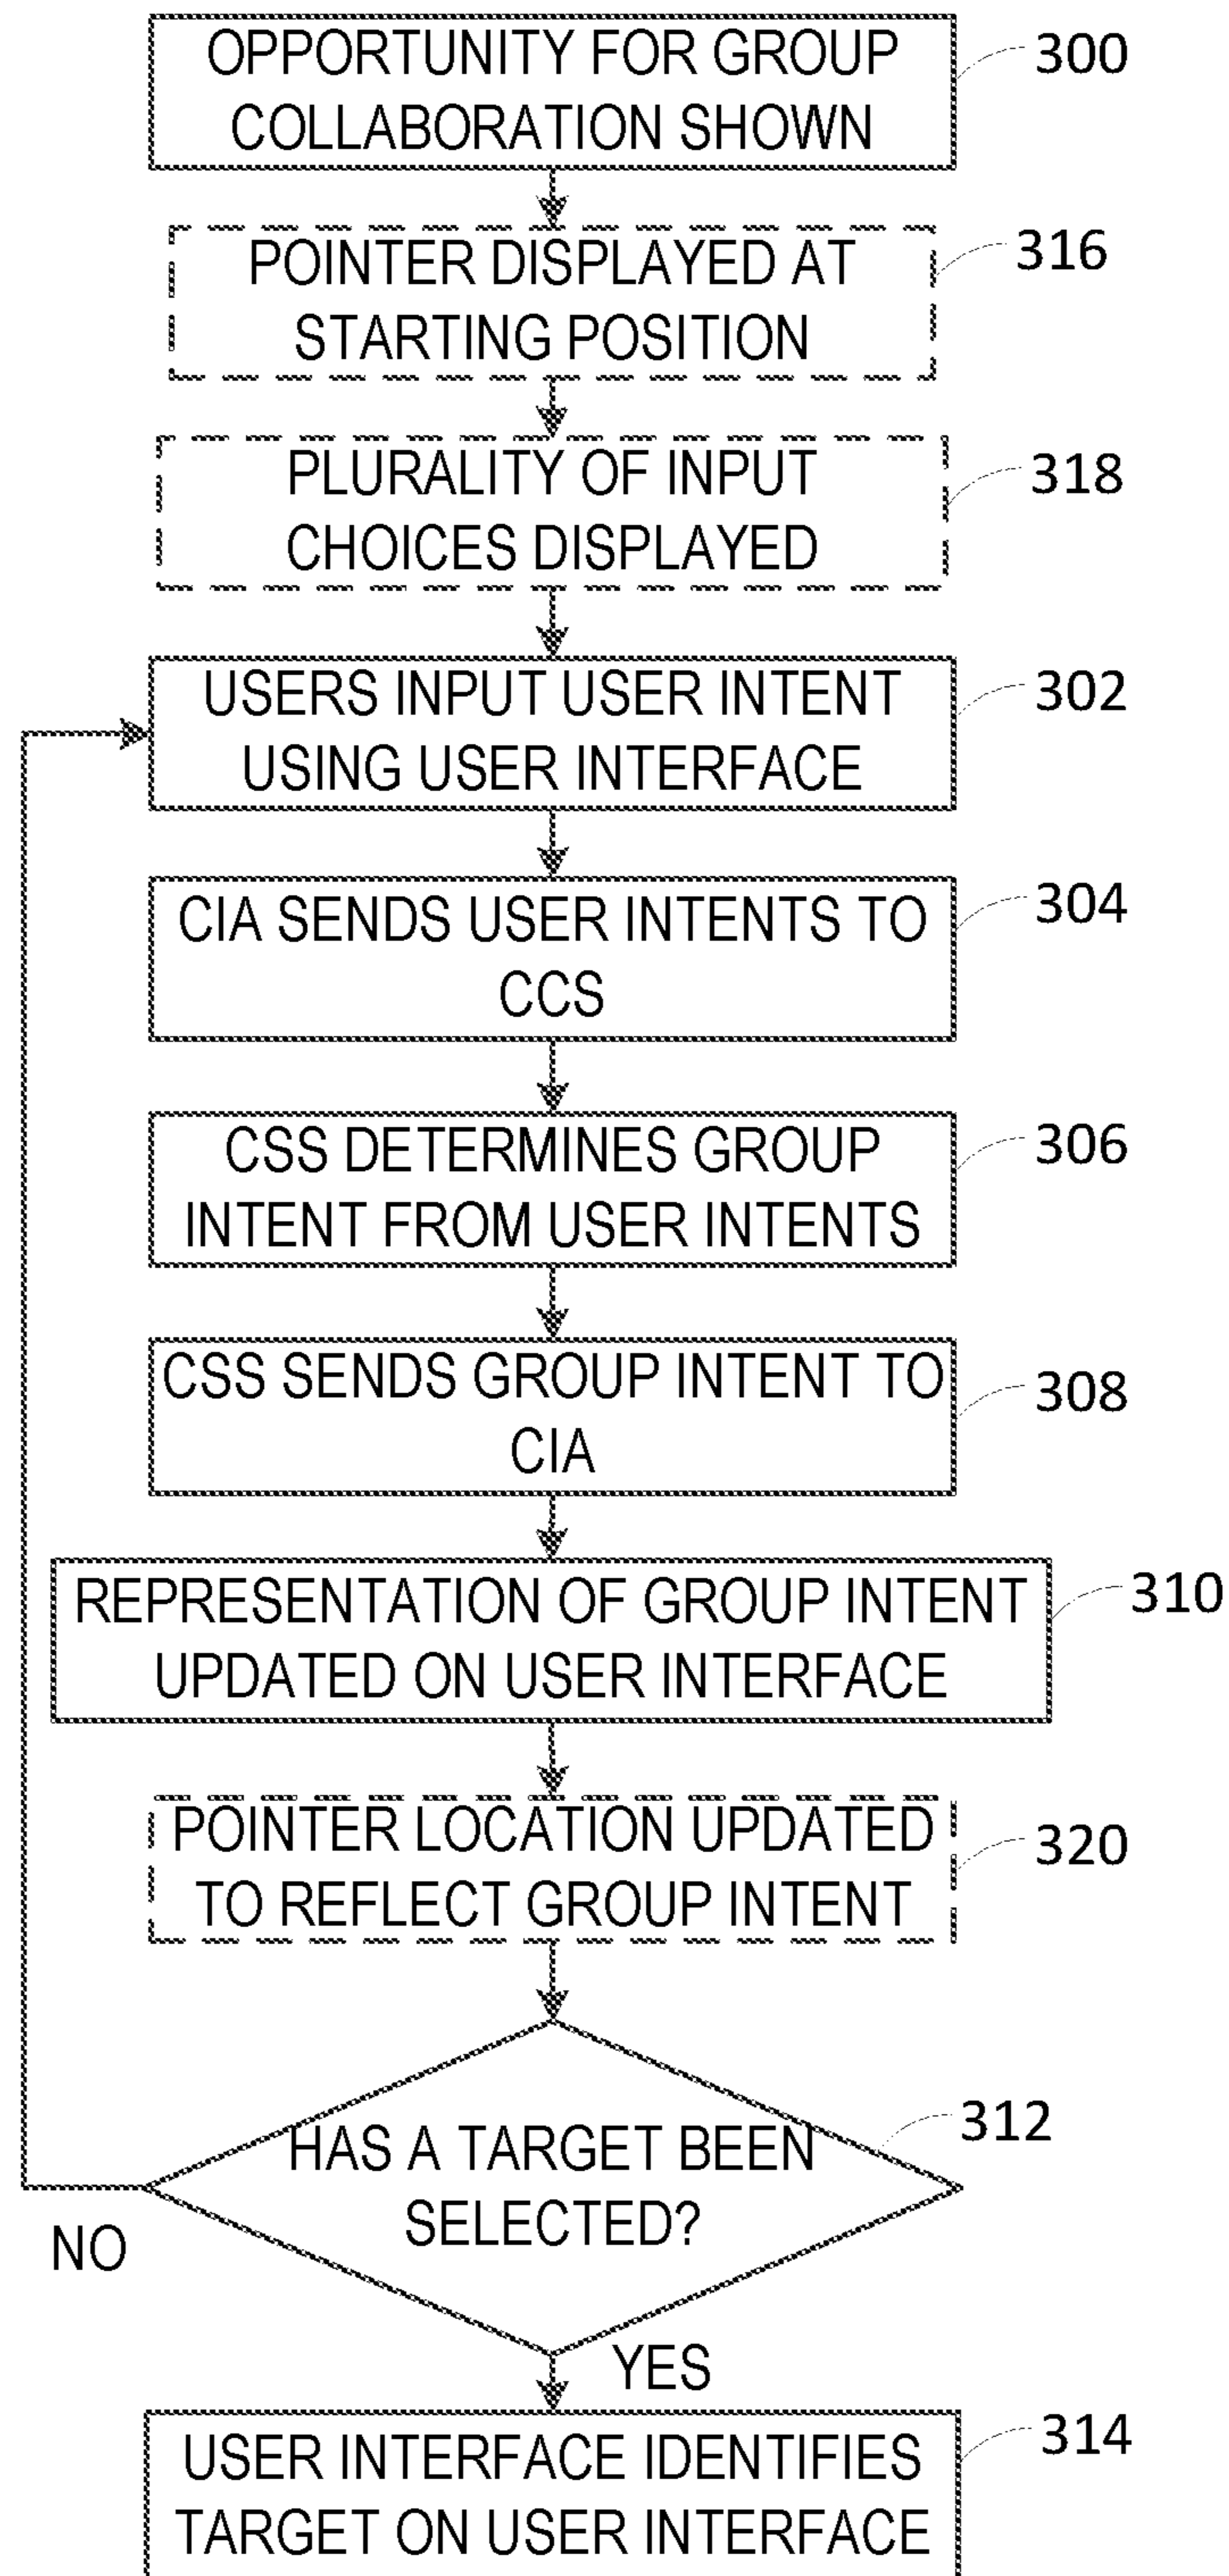 OPPORTUNITY FOR GROUP
COLLABORATION SHOWN
300
POINTER DISPLAYED AT
STARTING POSITION
316
PLURALITY OF INPUT
CHOICES DISPLAYED
318
USERS INPUT USER INTENT
USING USER INTERFACE
302
CIA SENDS USER INTENTS TO
CCS
304
CSS DETERMINES GROUP
INTENT FROM USER INTENTS
306
CSS SENDS GROUP INTENT TO
CIA
308
REPRESENTATION OF GROUP INTENT
UPDATED ON USER INTERFACE
310
POINTER LOCATION UPDATED
TO REFLECT GROUP INTENT
320
HAS A TARGET BEEN
SELECTED?
312
NO
YES
USER INTERFACE IDENTIFIES
TARGET ON USER INTERFACE
314